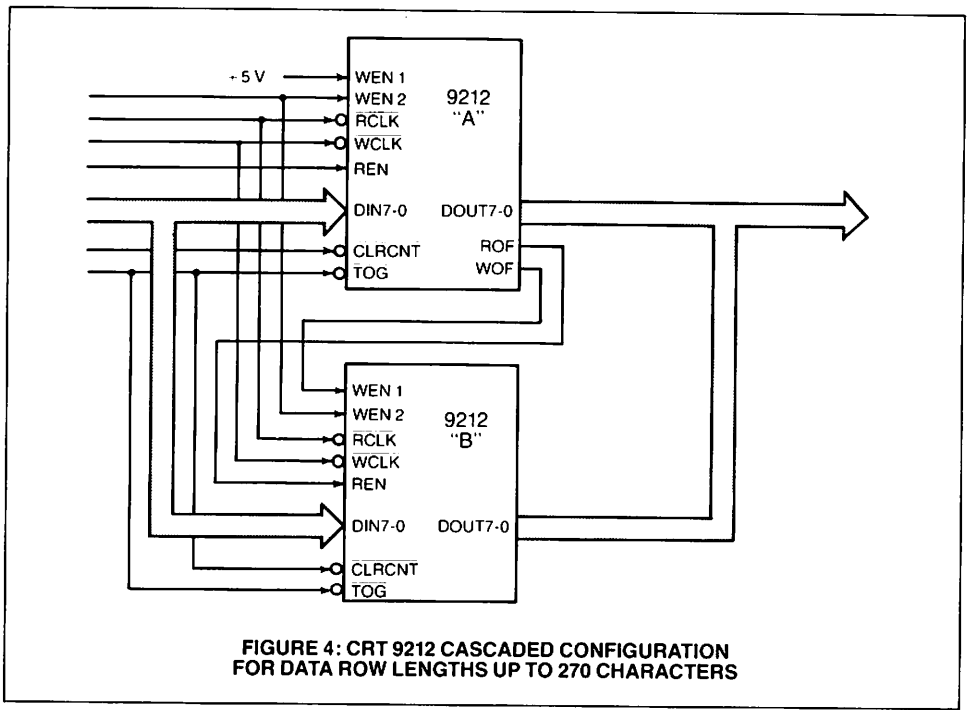 +5 V
WEN 1
WEN 2
RCLK
WCLK
REN
DIN7-0
CLRCNT
TOG
9212
"A"
DOUT7-0
ROF
WOF
WEN 1
WEN 2
RCLK
WCLK
REN
DIN7-0
CLRCNT
TOG
9212
"B"
DOUT7-0
FIGURE 4: CRT 9212 CASCADED CONFIGURATION
FOR DATA ROW LENGTHS UP TO 270 CHARACTERS